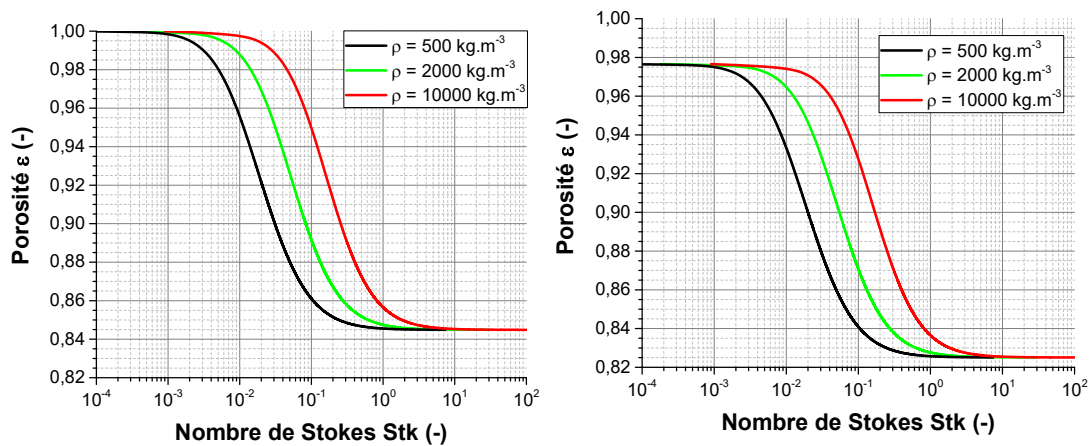 1,00
0,98
0,96
0,94
0,92
0,90
0,88
0,86
0,84
0,82
Porosité ε (-)
ρ = 500 kg.m⁻³
ρ = 2000 kg.m⁻³
ρ = 10000 kg.m⁻³
10⁻⁴ 10⁻³ 10⁻² 10⁻¹ 10⁰ 10¹ 10²
Nombre de Stokes Stk (-)
1,00
0,98
0,96
0,94
0,92
0,90
0,88
0,86
0,84
0,82
Porosité ε (-)
ρ = 500 kg.m⁻³
ρ = 2000 kg.m⁻³
ρ = 10000 kg.m⁻³
10⁻⁴ 10⁻³ 10⁻² 10⁻¹ 10⁰ 10¹ 10²
Nombre de Stokes Stk (-)